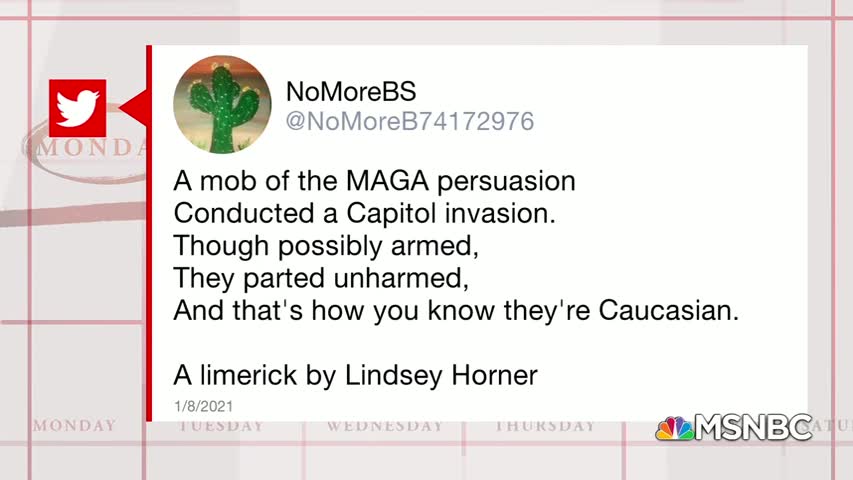 NoMoreBS
@NoMoreB74172976
MONDA
A mob of the MAGA persuasion
Conducted a Capitol invasion.
Though possibly armed,
They parted unharmed,
And that's how you know they're Caucasian.
A limerick by Lindsey Horner
1/8/2021
MONDAY TUESDAY WEDNESDAY THURSDAY SATU
MSNBC